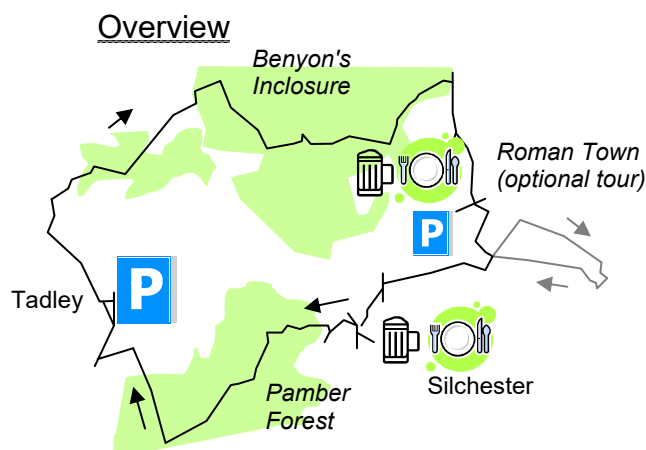 Overview
Benyon's
Inclosure
Roman Town
(optional tour)
P
P
Tadley
Silchester
Pamber
Forest